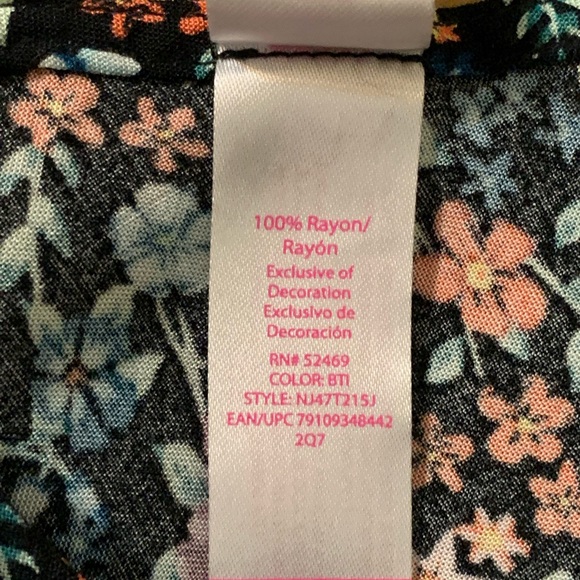 100% Rayon/
Rayón
Exclusive of
Decoration
Exclusivo de
Decoración
RN# 52469
COLOR: BTI
STYLE: NJ47T215J
EAN/UPC 79109348442
2Q7